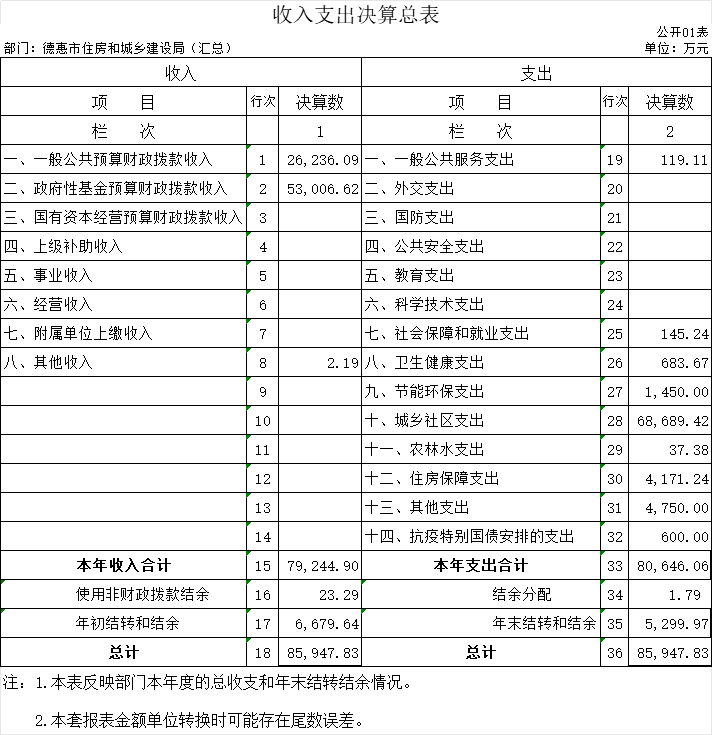 收入支出决算总表
公开01表
部门：德惠市住房和城乡建设局（汇总） 单位：万元
收入 支出
项 目 行次 决算数 项 目 行次 决算数
栏 次 1 栏 次 2
一、一般公共预算财政拨款收入 1 26,236.09 一、一般公共服务支出 19 119.11
二、政府性基金预算财政拨款收入 2 53,006.62 二、外交支出 20
三、国有资本经营预算财政拨款收入 3 三、国防支出 21
四、上级补助收入 4 四、公共安全支出 22
五、事业收入 5 五、教育支出 23
六、经营收入 6 六、科学技术支出 24
七、附属单位上缴收入 7 七、社会保障和就业支出 25 145.24
八、其他收入 8 2.19 八、卫生健康支出 26 683.67
9 九、节能环保支出 27 1,450.00
10 十、城乡社区支出 28 68,689.42
11 十一、农林水支出 29 37.38
12 十二、住房保障支出 30 4,171.24
13 十三、其他支出 31 4,750.00
14 十四、抗疫特别国债安排的支出 32 600.00
本年收入合计 15 79,244.90 本年支出合计 33 80,646.06
使用非财政拨款结余 16 23.29 结余分配 34 1.79
年初结转和结余 17 6,679.64 年末结转和结余 35 5,299.97
总计 18 85,947.83 总计 36 85,947.83
注：1.本表反映部门本年度的总收支和年末结转结余情况。
2.本套报表金额单位转换时可能存在尾数误差。